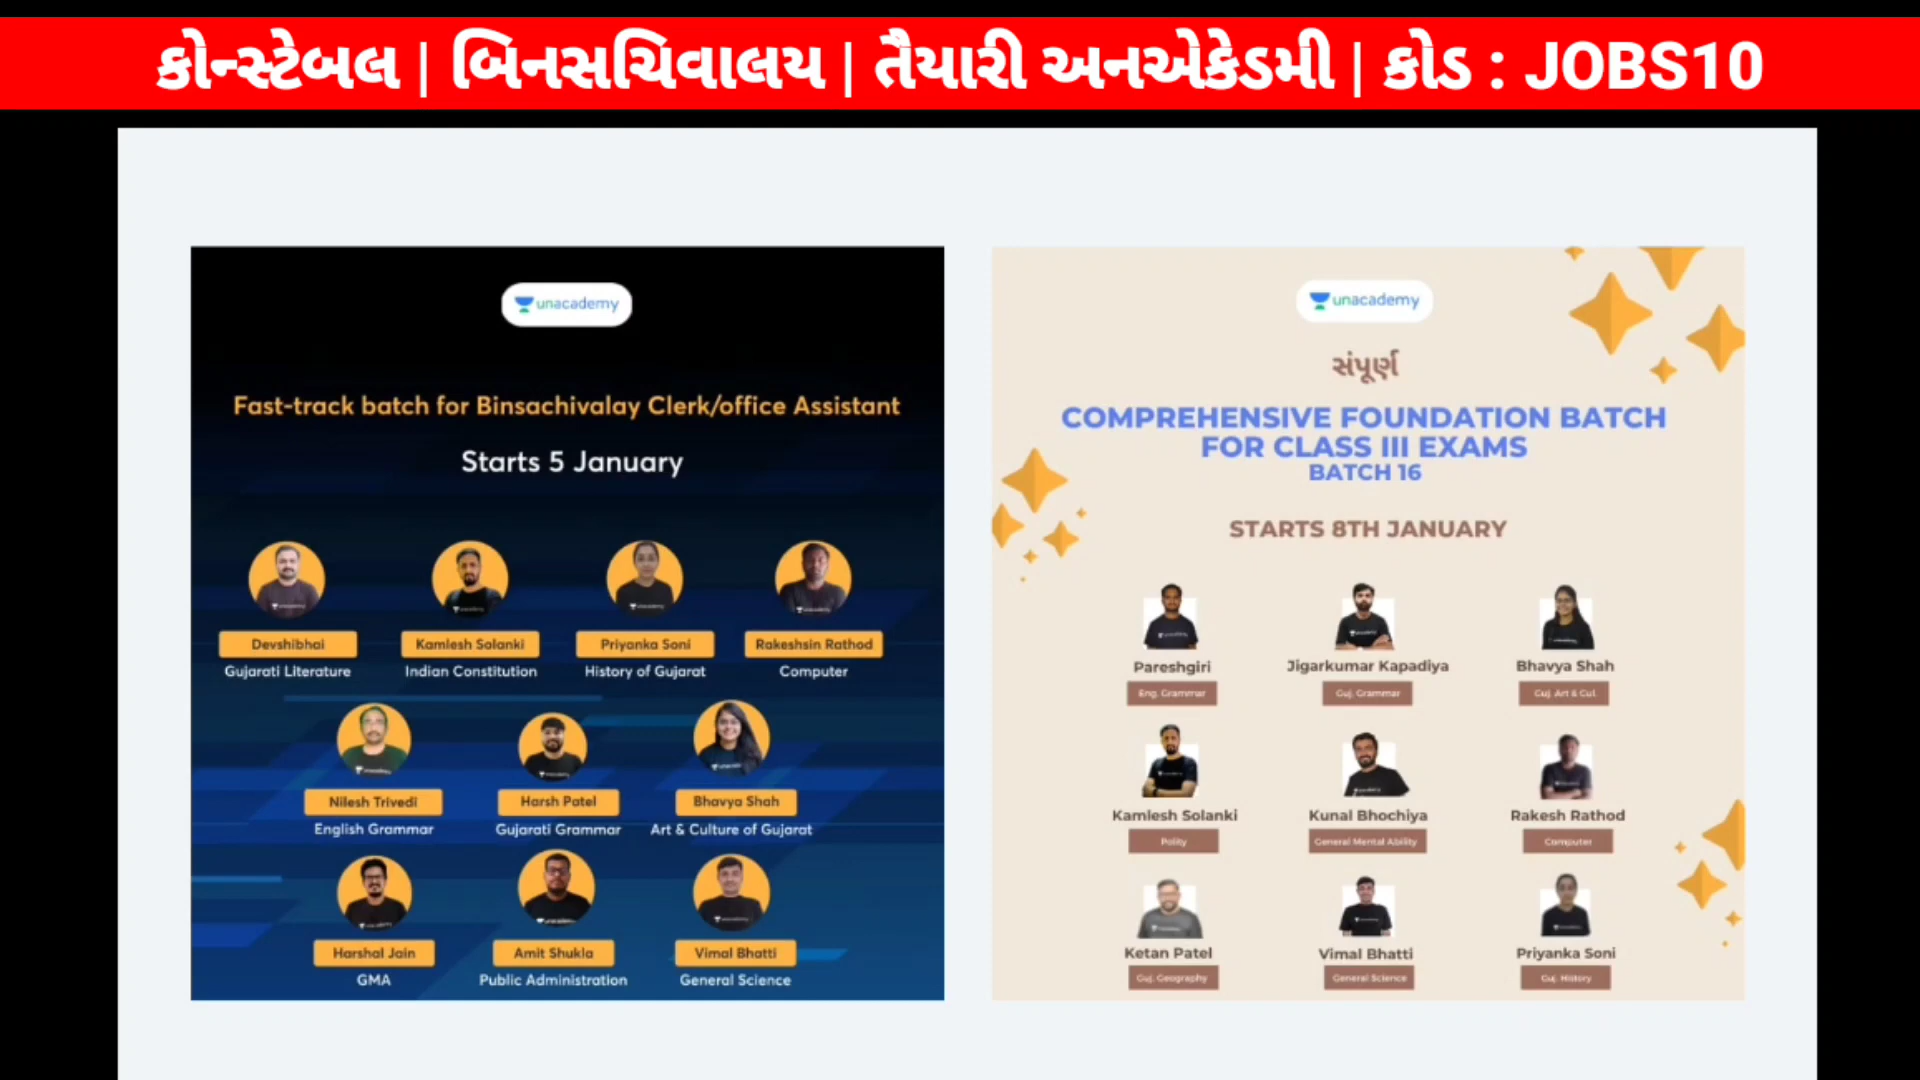 કોન્સ્ટેબલ | બિનસચિવાલય | તૈયારી અનએકેડમી | કોડ : JOBS10
unacademy
Fast-track batch for Binsachivalay Clerk/office Assistant
Starts 5 January
Devshibhai
Gujarati Literature
Kamlesh Solanki
Indian Constitution
Priyanka Soni
History of Gujarat
Rakeshsin Rathod
Computer
Nilesh Trivedi
English Grammar
Harsh Patel
Gujarati Grammar
Bhavya Shah
Art & Culture of Gujarat
Harshal Jain
GMA
Amit Shukla
Public Administration
Vimal Bhatti
General Science
unacademy
સંપૂર્ણ
COMPREHENSIVE FOUNDATION BATCH
FOR CLASS III EXAMS
BATCH 16
STARTS 8TH JANUARY
Pareshgiri
Eng. Grammar
Jigarkumar Kapadiya
Guj. Grammar
Bhavya Shah
Guj. Art & Cul.
Kamlesh Solanki
Polity
Kunal Bhochiya
General Mental Ability
Rakesh Rathod
Computer
Ketan Patel
Guj. Geography
Vimal Bhatti
General Science
Priyanka Soni
Guj. History